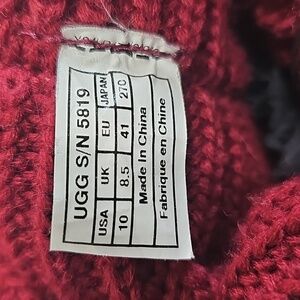 UGG S/N 5819
USA UK EU JAPAN
10 8.5 41 270
Made In China
Fabrique en Chine